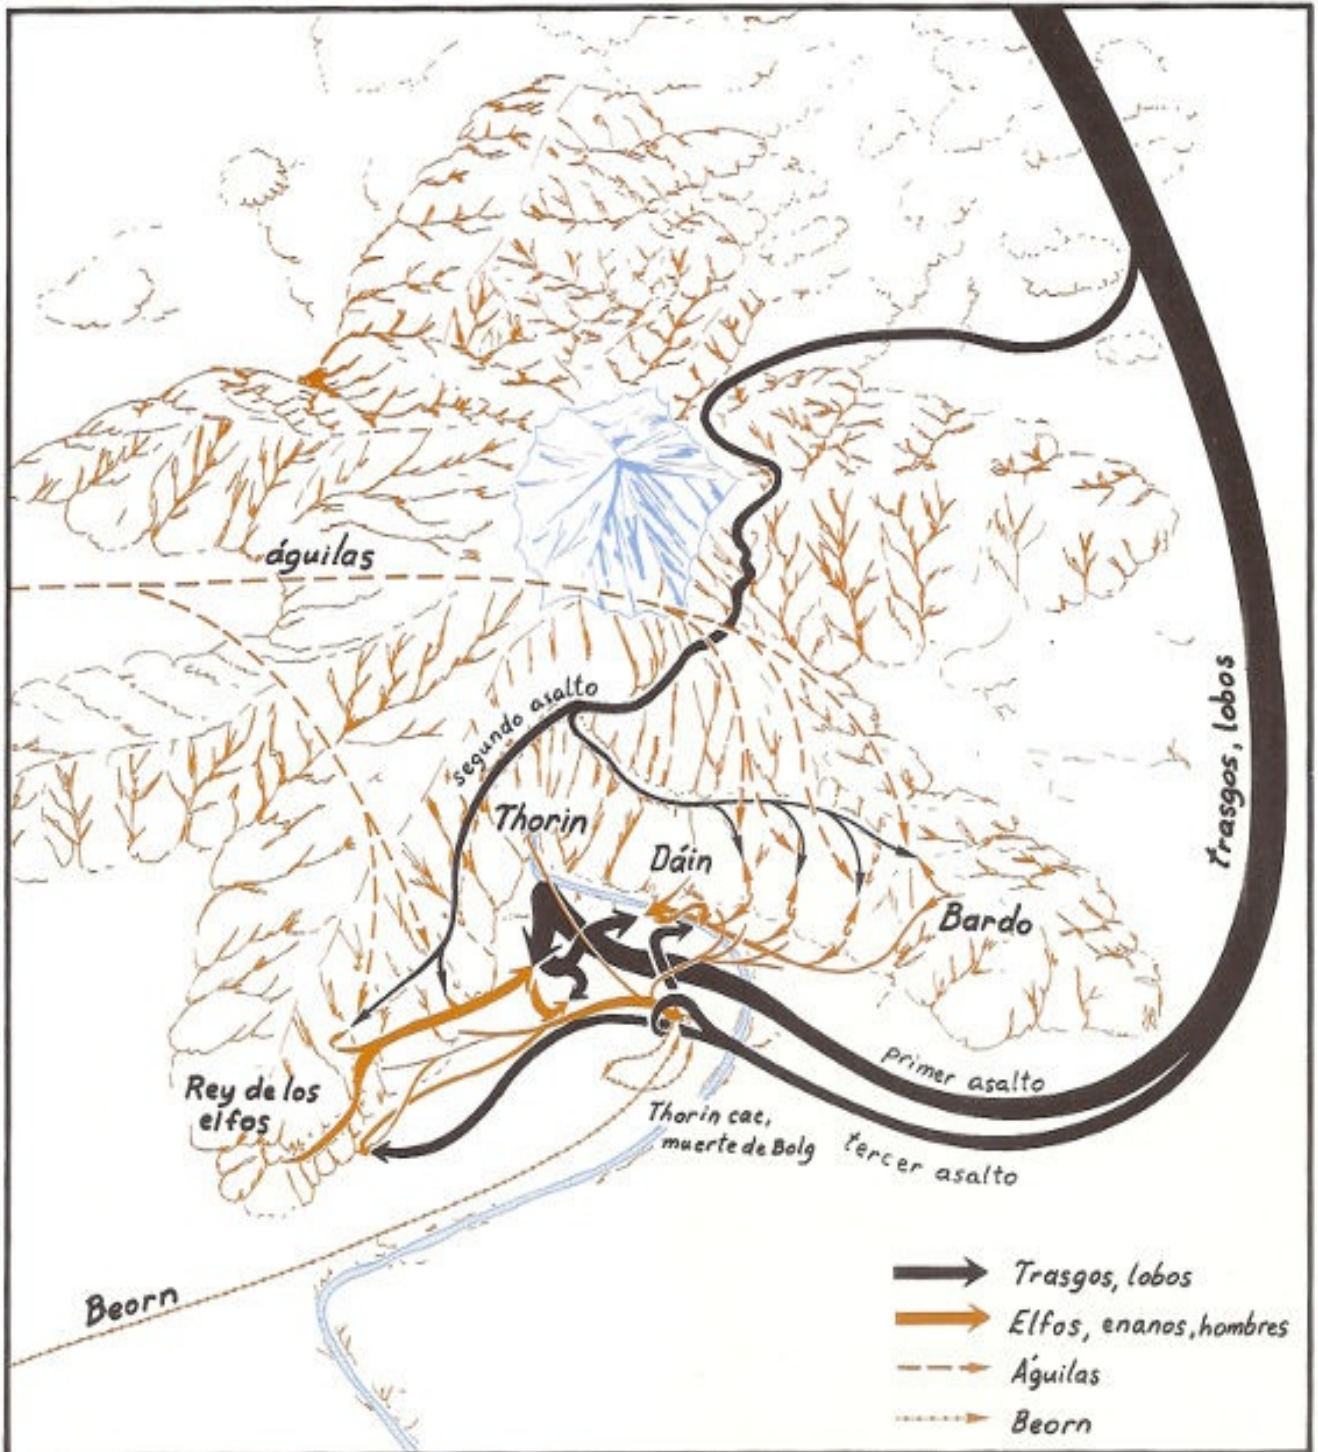 águilas
trasgos, lobos
segundo asalto
Thorin
Dáin
Bardo
primer asalto
Rey de los
elfos
Thorin cae,
muerte de Bolg
tercer asalto
Beorn
Trasgos, lobos
Elfos, enanos, hombres
Águilas
Beorn